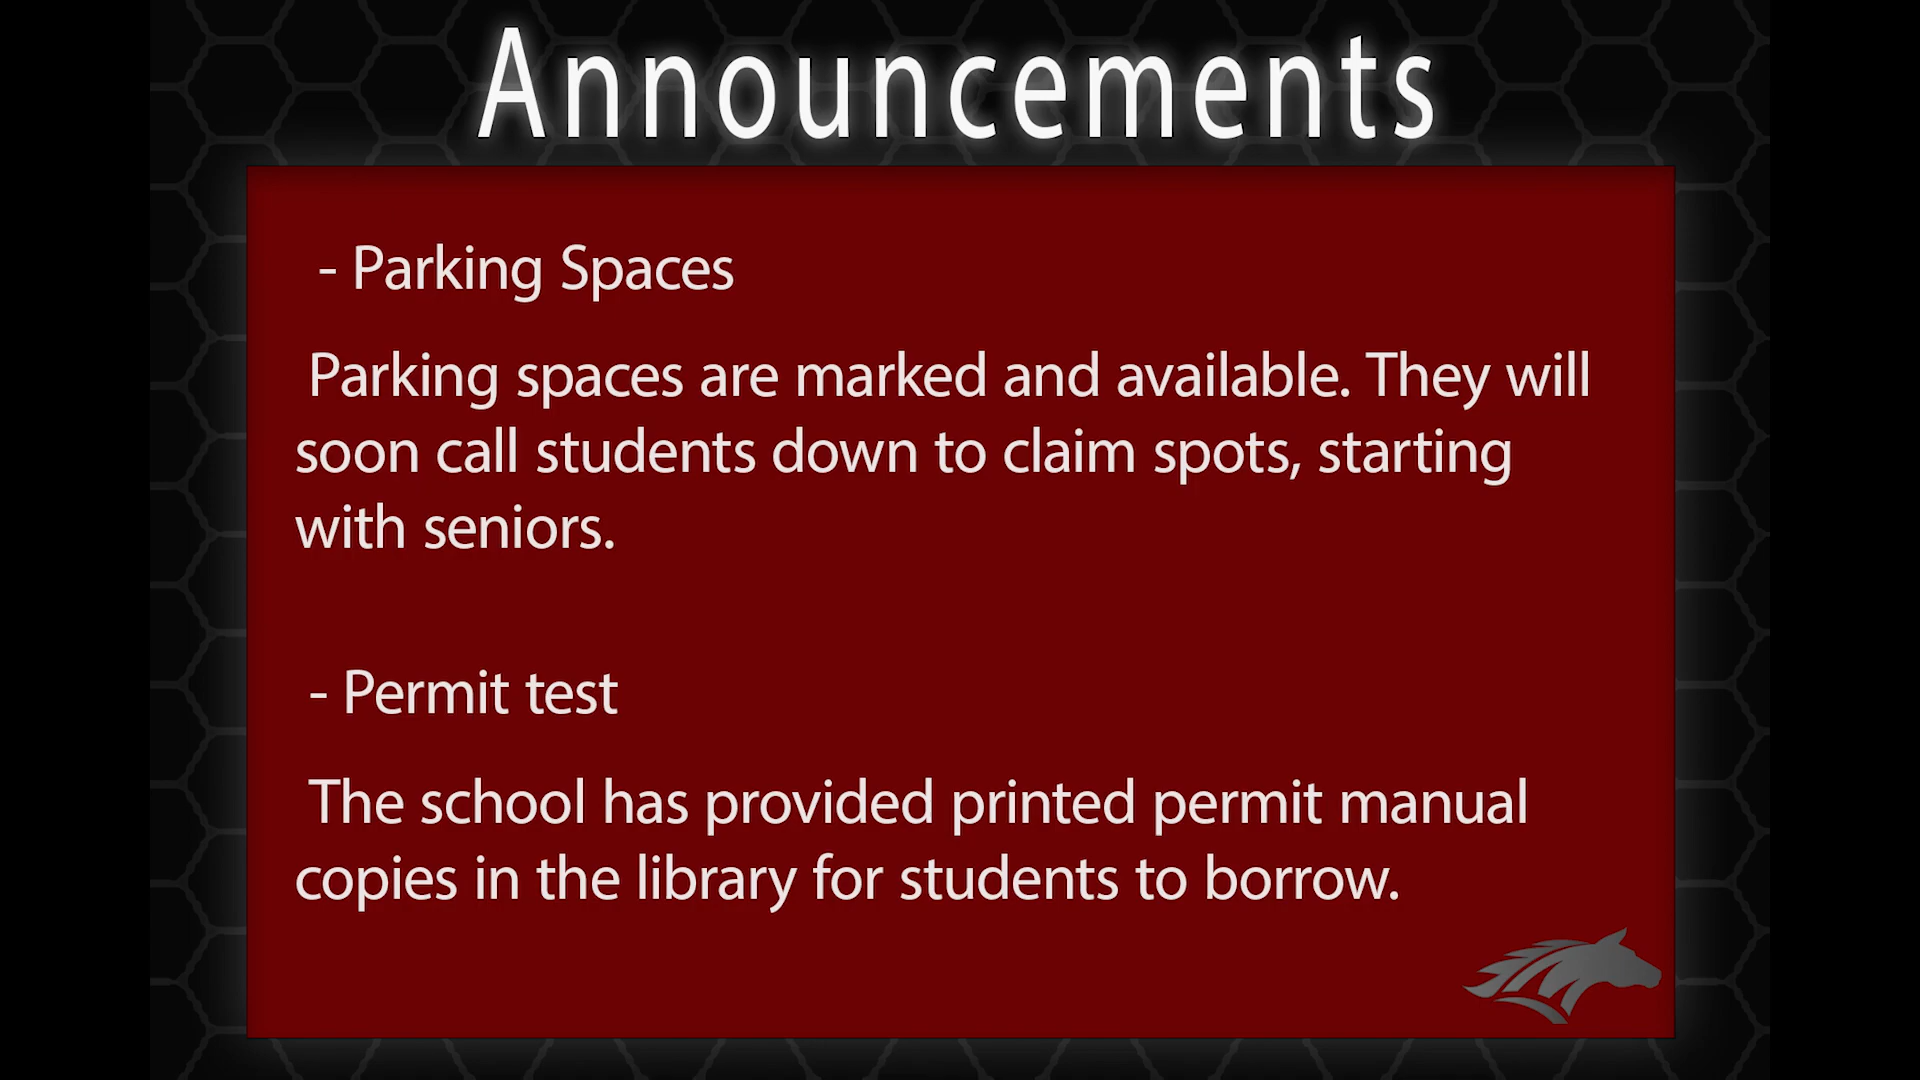 Announcements
- Parking Spaces
Parking spaces are marked and available. They will
soon call students down to claim spots, starting
with seniors.
- Permit test
The school has provided printed permit manual
copies in the library for students to borrow.